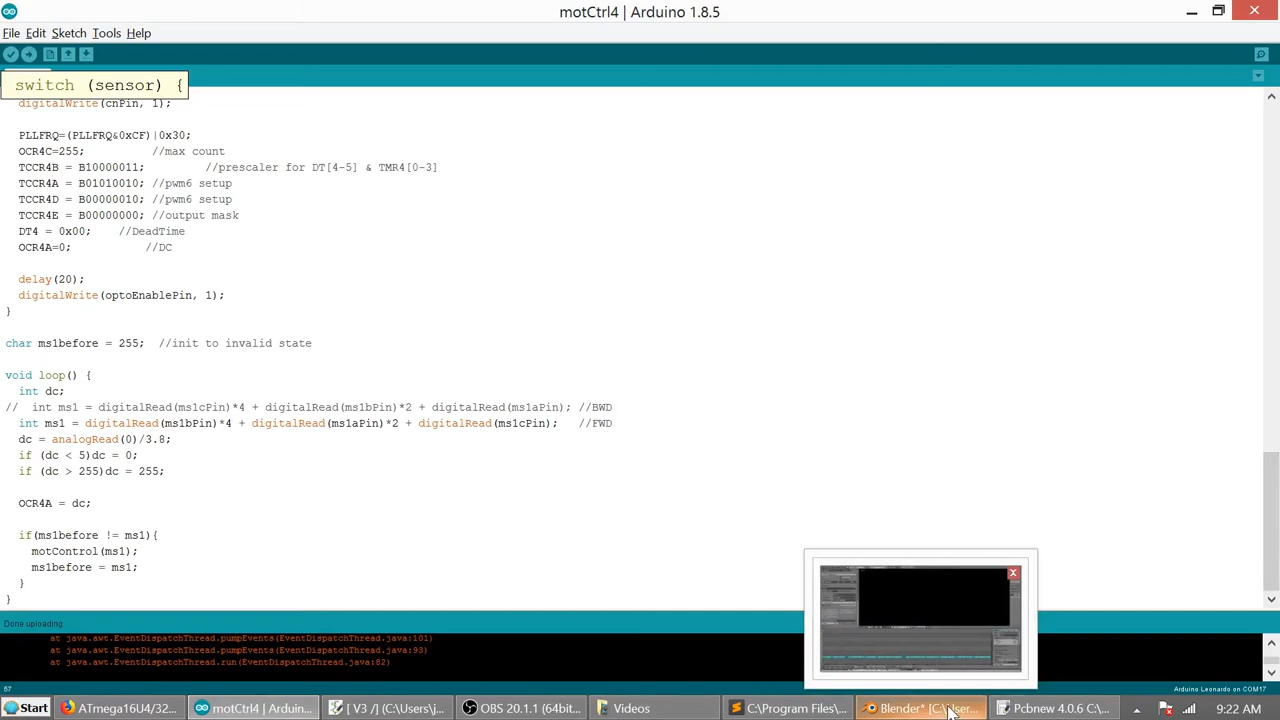 motCtrl4 | Arduino 1.8.5
File Edit Sketch Tools Help
switch (sensor) {
digitalWrite(cnPin, 1);
PLLFRQ=(PLLFRQ&0xCF)|0x30;
OCR4C=255; //max count
TCCR4B = B10000011; //prescaler for DT[4-5] & TMR4[0-3]
TCCR4A = B01010010; //pwm6 setup
TCCR4D = B00000010; //pwm6 setup
TCCR4E = B00000000; //output mask
DT4 = 0x00; //DeadTime
OCR4A=0; //DC
delay(20);
digitalWrite(optoEnablePin, 1);
}
char ms1before = 255; //init to invalid state
void loop() {
int dc;
// int ms1 = digitalRead(ms1cPin)*4 + digitalRead(ms1bPin)*2 + digitalRead(ms1aPin); //BWD
int ms1 = digitalRead(ms1bPin)*4 + digitalRead(ms1aPin)*2 + digitalRead(ms1cPin); //FWD
dc = analogRead(0)/3.8;
if (dc < 5)dc = 0;
if (dc > 255)dc = 255;
OCR4A = dc;
if(ms1before != ms1){
motControl(ms1);
ms1before = ms1;
}
}
Done uploading.
at java.awt.EventDispatchThread.pumpEvents(EventDispatchThread.java:101)
at java.awt.EventDispatchThread.pumpEvents(EventDispatchThread.java:93)
at java.awt.EventDispatchThread.run(EventDispatchThread.java:82)
57 Arduino Leonardo on COM17
Start ATmega16U4/32... motCtrl4 | Arduin... [ V3 /] (C:\Users\j... OBS 20.1.1 (64bit... Videos C:\Program Files\... Blender* [C:\User... Pcbnew 4.0.6 C:\... 9:22 AM